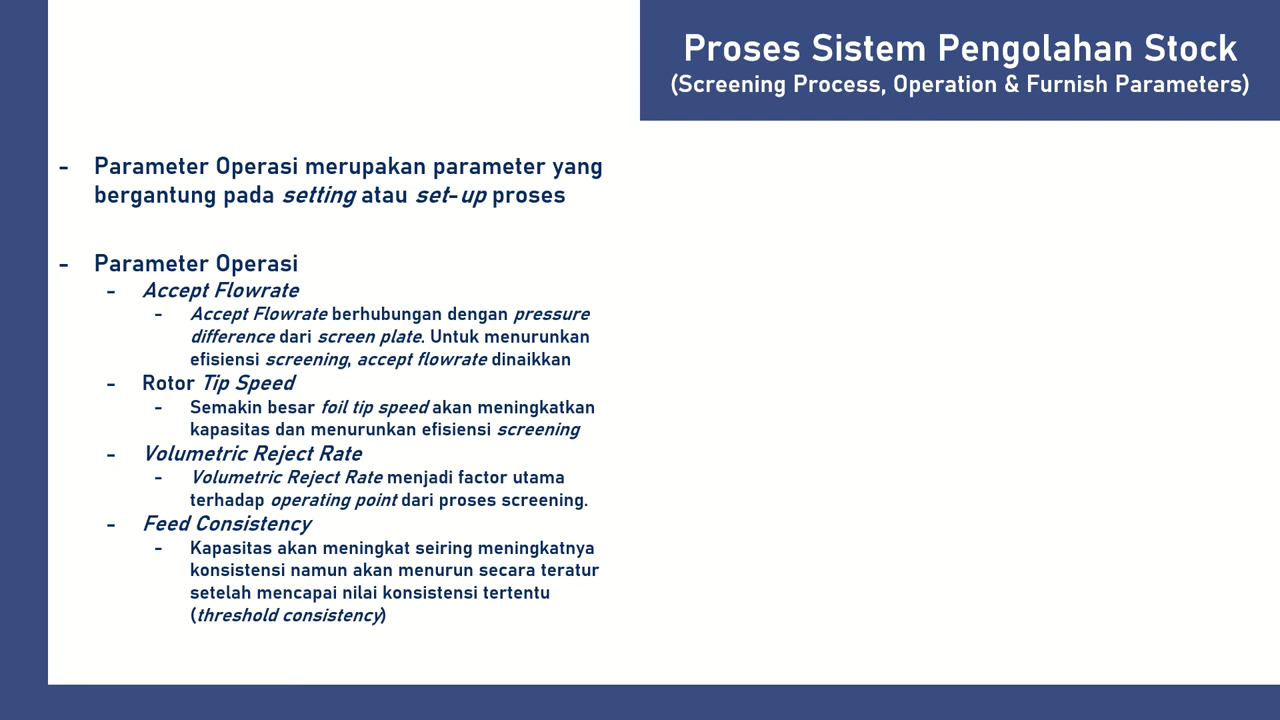 Proses Sistem Pengolahan Stock
(Screening Process, Operation & Furnish Parameters)
- Parameter Operasi merupakan parameter yang
bergantung pada setting atau set-up proses
- Parameter Operasi
- Accept Flowrate
- Accept Flowrate berhubungan dengan pressure
difference dari screen plate. Untuk menurunkan
efisiensi screening, accept flowrate dinaikkan
- Rotor Tip Speed
- Semakin besar foil tip speed akan meningkatkan
kapasitas dan menurunkan efisiensi screening
- Volumetric Reject Rate
- Volumetric Reject Rate menjadi factor utama
terhadap operating point dari proses screening.
- Feed Consistency
- Kapasitas akan meningkat seiring meningkatnya
konsistensi namun akan menurun secara teratur
setelah mencapai nilai konsistensi tertentu
(threshold consistency)